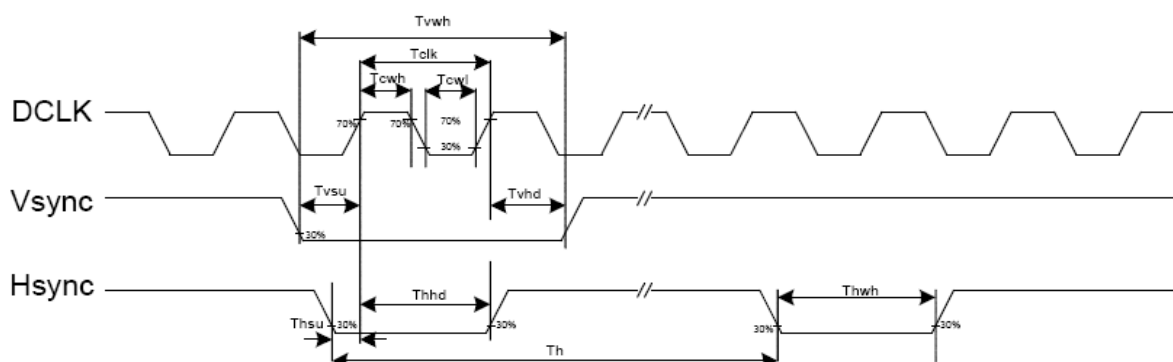 Tvwh
Tclk
Tcwh Tcwl
DCLK
70% 70% 70%
30%
Tvsu Tvhd
Vsync
30%
Hsync
Thhd Thwh
Thsu 30% 30% 30% 30%
Th